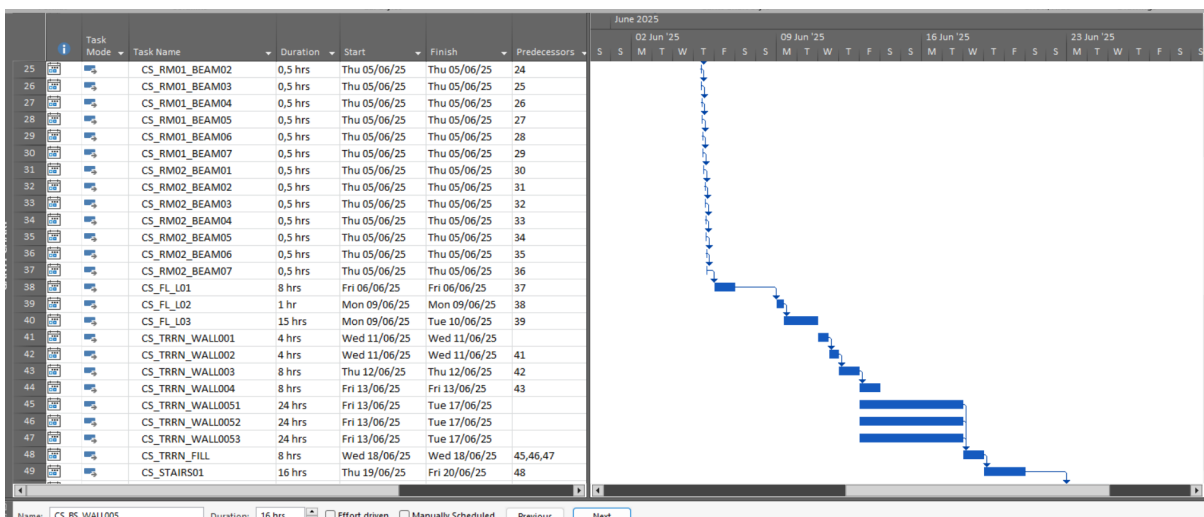 June 2025
Task
Mode Task Name Duration Start Finish Predecessors
02 Jun '25 09 Jun '25 16 Jun '25 23 Jun '25
S S M T W T F S S M T W T F S S M T W T F S S M T W T F S S
25 CS_RM01_BEAM02 0,5 hrs Thu 05/06/25 Thu 05/06/25 24
26 CS_RM01_BEAM03 0,5 hrs Thu 05/06/25 Thu 05/06/25 25
27 CS_RM01_BEAM04 0,5 hrs Thu 05/06/25 Thu 05/06/25 26
28 CS_RM01_BEAM05 0,5 hrs Thu 05/06/25 Thu 05/06/25 27
29 CS_RM01_BEAM06 0,5 hrs Thu 05/06/25 Thu 05/06/25 28
30 CS_RM01_BEAM07 0,5 hrs Thu 05/06/25 Thu 05/06/25 29
31 CS_RM02_BEAM01 0,5 hrs Thu 05/06/25 Thu 05/06/25 30
32 CS_RM02_BEAM02 0,5 hrs Thu 05/06/25 Thu 05/06/25 31
33 CS_RM02_BEAM03 0,5 hrs Thu 05/06/25 Thu 05/06/25 32
34 CS_RM02_BEAM04 0,5 hrs Thu 05/06/25 Thu 05/06/25 33
35 CS_RM02_BEAM05 0,5 hrs Thu 05/06/25 Thu 05/06/25 34
36 CS_RM02_BEAM06 0,5 hrs Thu 05/06/25 Thu 05/06/25 35
37 CS_RM02_BEAM07 0,5 hrs Thu 05/06/25 Thu 05/06/25 36
38 CS_FL_L01 8 hrs Fri 06/06/25 Fri 06/06/25 37
39 CS_FL_L02 1 hr Mon 09/06/25 Mon 09/06/25 38
40 CS_FL_L03 15 hrs Mon 09/06/25 Tue 10/06/25 39
41 CS_TRRN_WALL001 4 hrs Wed 11/06/25 Wed 11/06/25
42 CS_TRRN_WALL002 4 hrs Wed 11/06/25 Wed 11/06/25 41
43 CS_TRRN_WALL003 8 hrs Thu 12/06/25 Thu 12/06/25 42
44 CS_TRRN_WALL004 8 hrs Fri 13/06/25 Fri 13/06/25 43
45 CS_TRRN_WALL0051 24 hrs Fri 13/06/25 Tue 17/06/25
46 CS_TRRN_WALL0052 24 hrs Fri 13/06/25 Tue 17/06/25
47 CS_TRRN_WALL0053 24 hrs Fri 13/06/25 Tue 17/06/25
48 CS_TRRN_FILL 8 hrs Wed 18/06/25 Wed 18/06/25 45,46,47
49 CS_STAIRS01 16 hrs Thu 19/06/25 Fri 20/06/25 48
Name: CS_BS_WALL005 Duration: 16 hrs Effort driven Manually Scheduled Previous Next